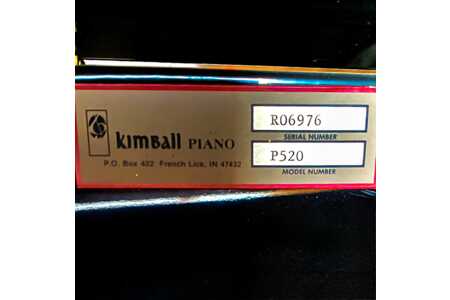 R06976
SERIAL NUMBER
Kimball PIANO
P.O. Box 432 French Lick, IN 47432
P520
MODEL NUMBER